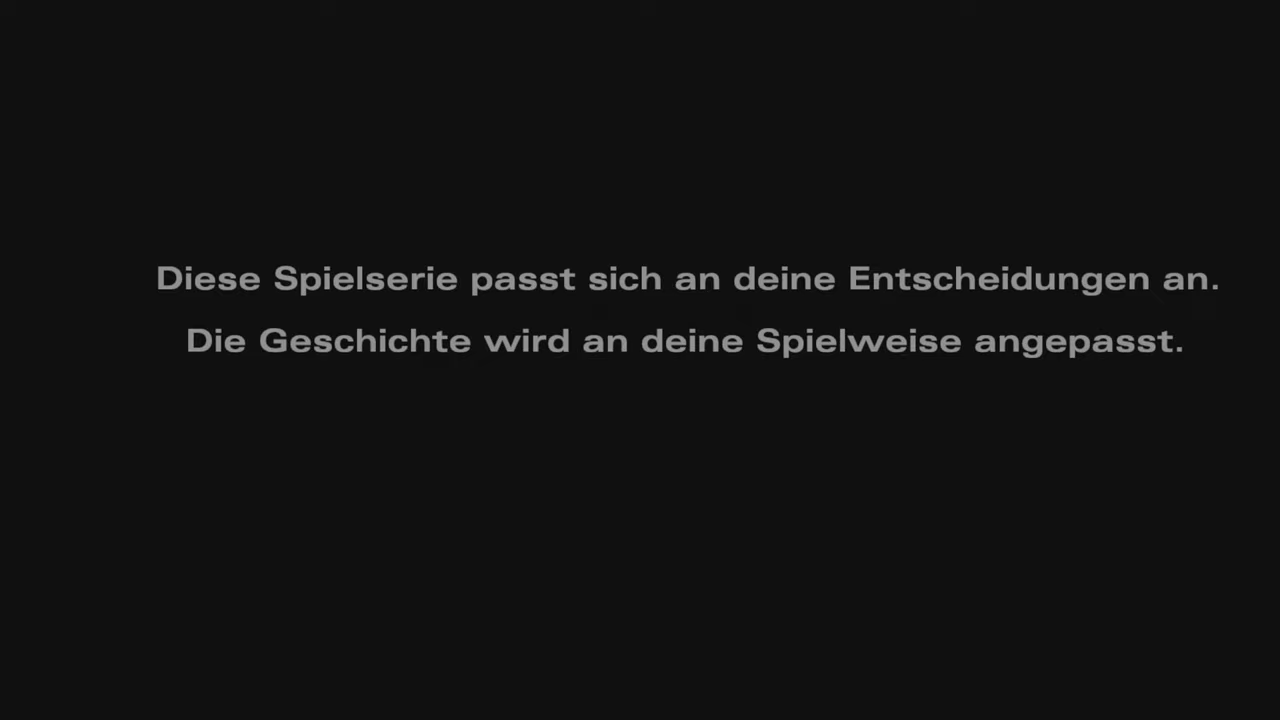 Diese Spielserie passt sich an deine Entscheidungen an.
Die Geschichte wird an deine Spielweise angepasst.